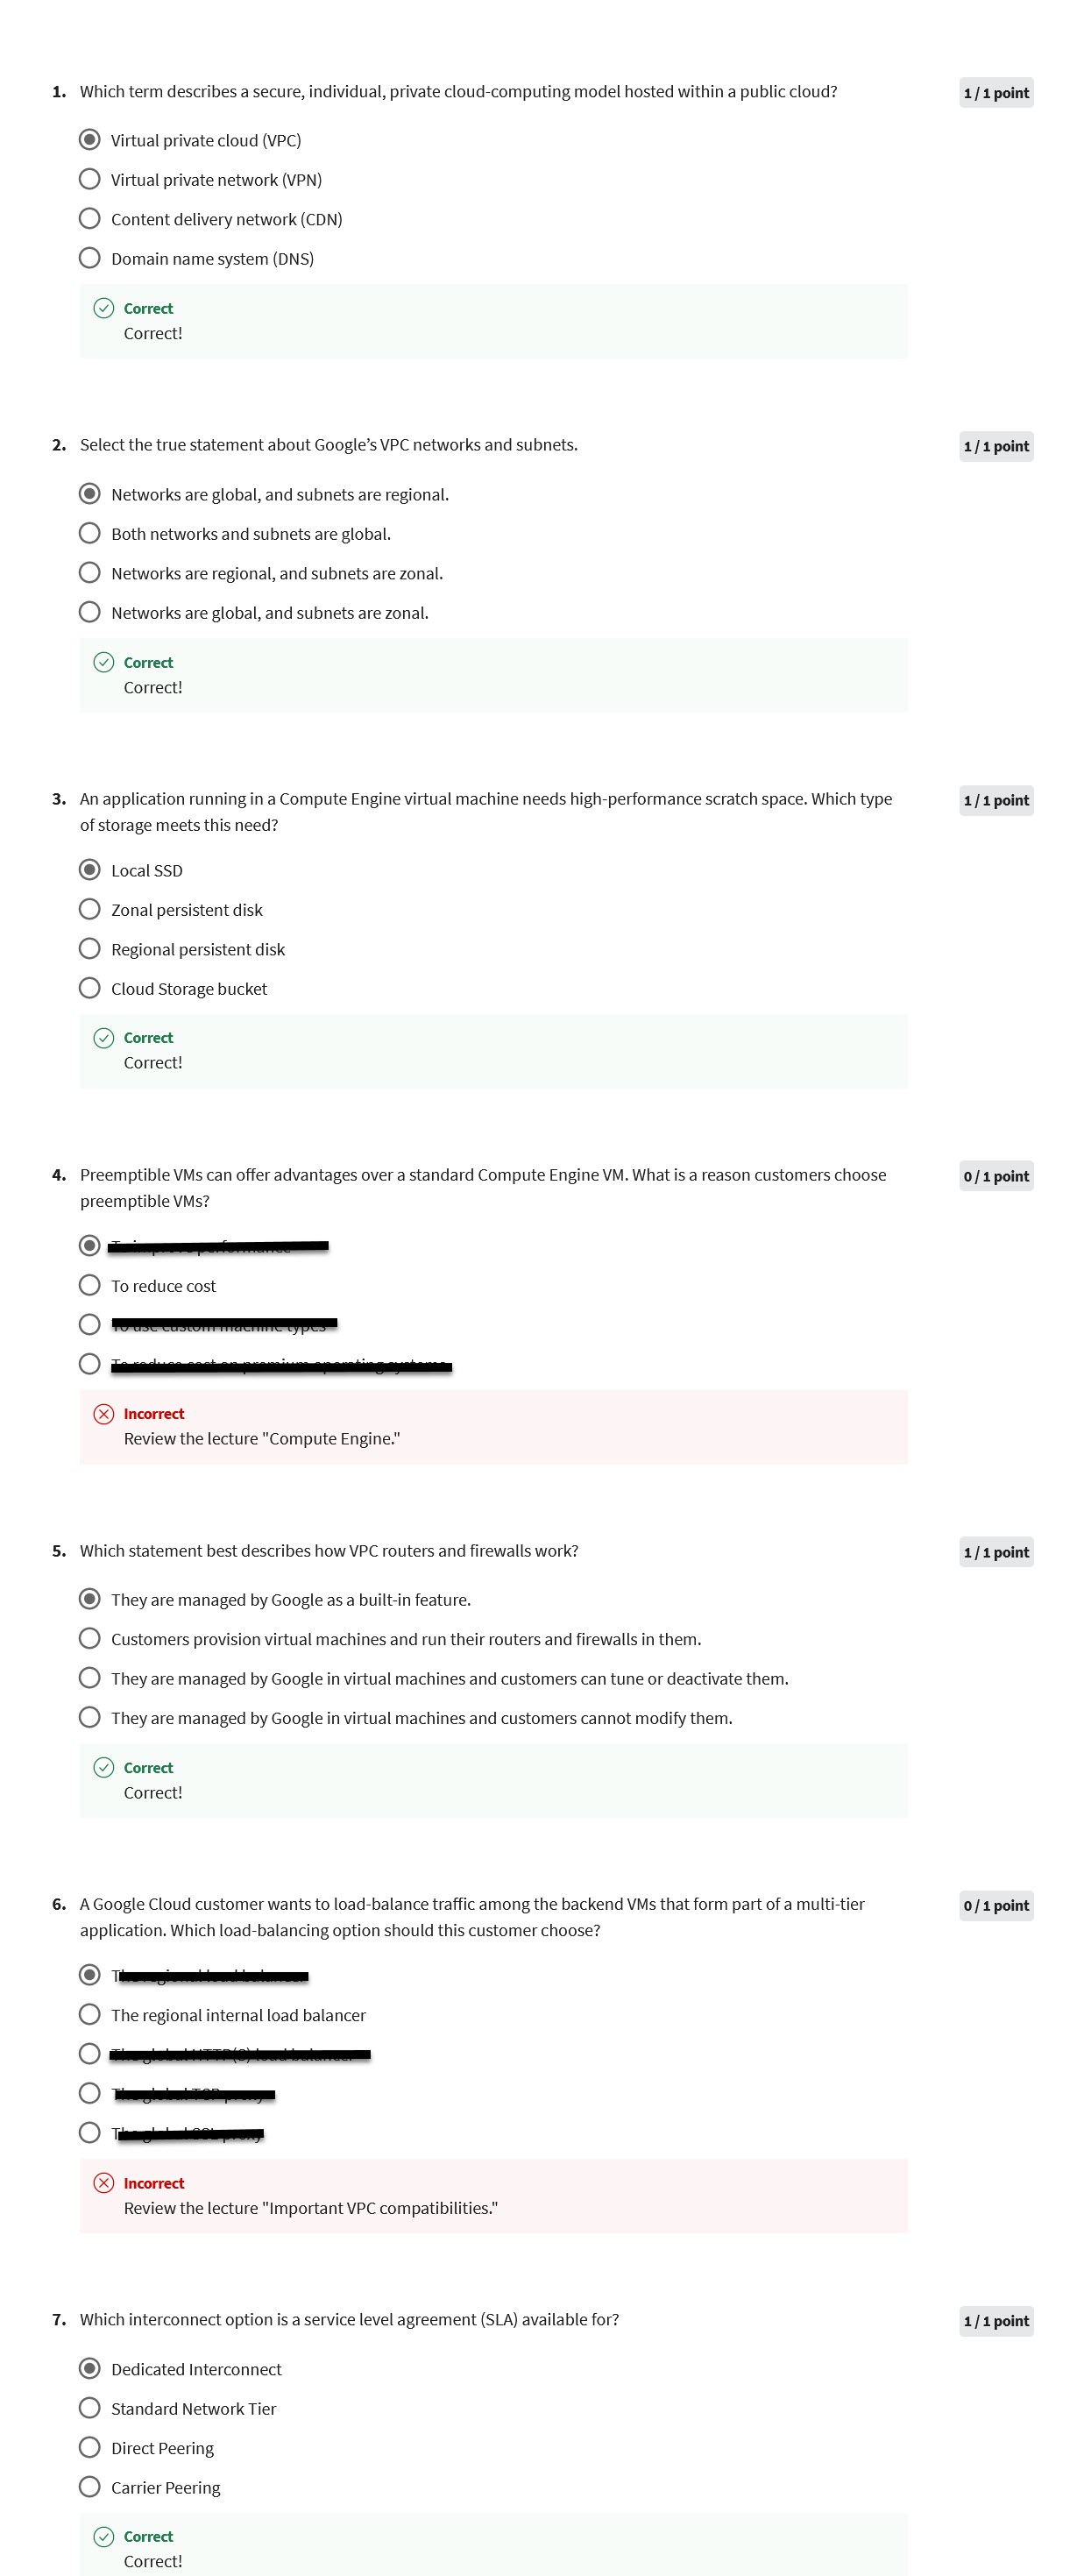 1. Which term describes a secure, individual, private cloud-computing model hosted within a public cloud?
1 / 1 point
Virtual private cloud (VPC)
Virtual private network (VPN)
Content delivery network (CDN)
Domain name system (DNS)
Correct
Correct!
2. Select the true statement about Google’s VPC networks and subnets.
1 / 1 point
Networks are global, and subnets are regional.
Both networks and subnets are global.
Networks are regional, and subnets are zonal.
Networks are global, and subnets are zonal.
Correct
Correct!
3. An application running in a Compute Engine virtual machine needs high-performance scratch space. Which type
of storage meets this need?
1 / 1 point
Local SSD
Zonal persistent disk
Regional persistent disk
Cloud Storage bucket
Correct
Correct!
4. Preemptible VMs can offer advantages over a standard Compute Engine VM. What is a reason customers choose
preemptible VMs?
0 / 1 point
To reduce cost
Incorrect
Review the lecture "Compute Engine."
5. Which statement best describes how VPC routers and firewalls work?
1 / 1 point
They are managed by Google as a built-in feature.
Customers provision virtual machines and run their routers and firewalls in them.
They are managed by Google in virtual machines and customers can tune or deactivate them.
They are managed by Google in virtual machines and customers cannot modify them.
Correct
Correct!
6. A Google Cloud customer wants to load-balance traffic among the backend VMs that form part of a multi-tier
application. Which load-balancing option should this customer choose?
0 / 1 point
The regional internal load balancer
Incorrect
Review the lecture "Important VPC compatibilities."
7. Which interconnect option is a service level agreement (SLA) available for?
1 / 1 point
Dedicated Interconnect
Standard Network Tier
Direct Peering
Carrier Peering
Correct
Correct!